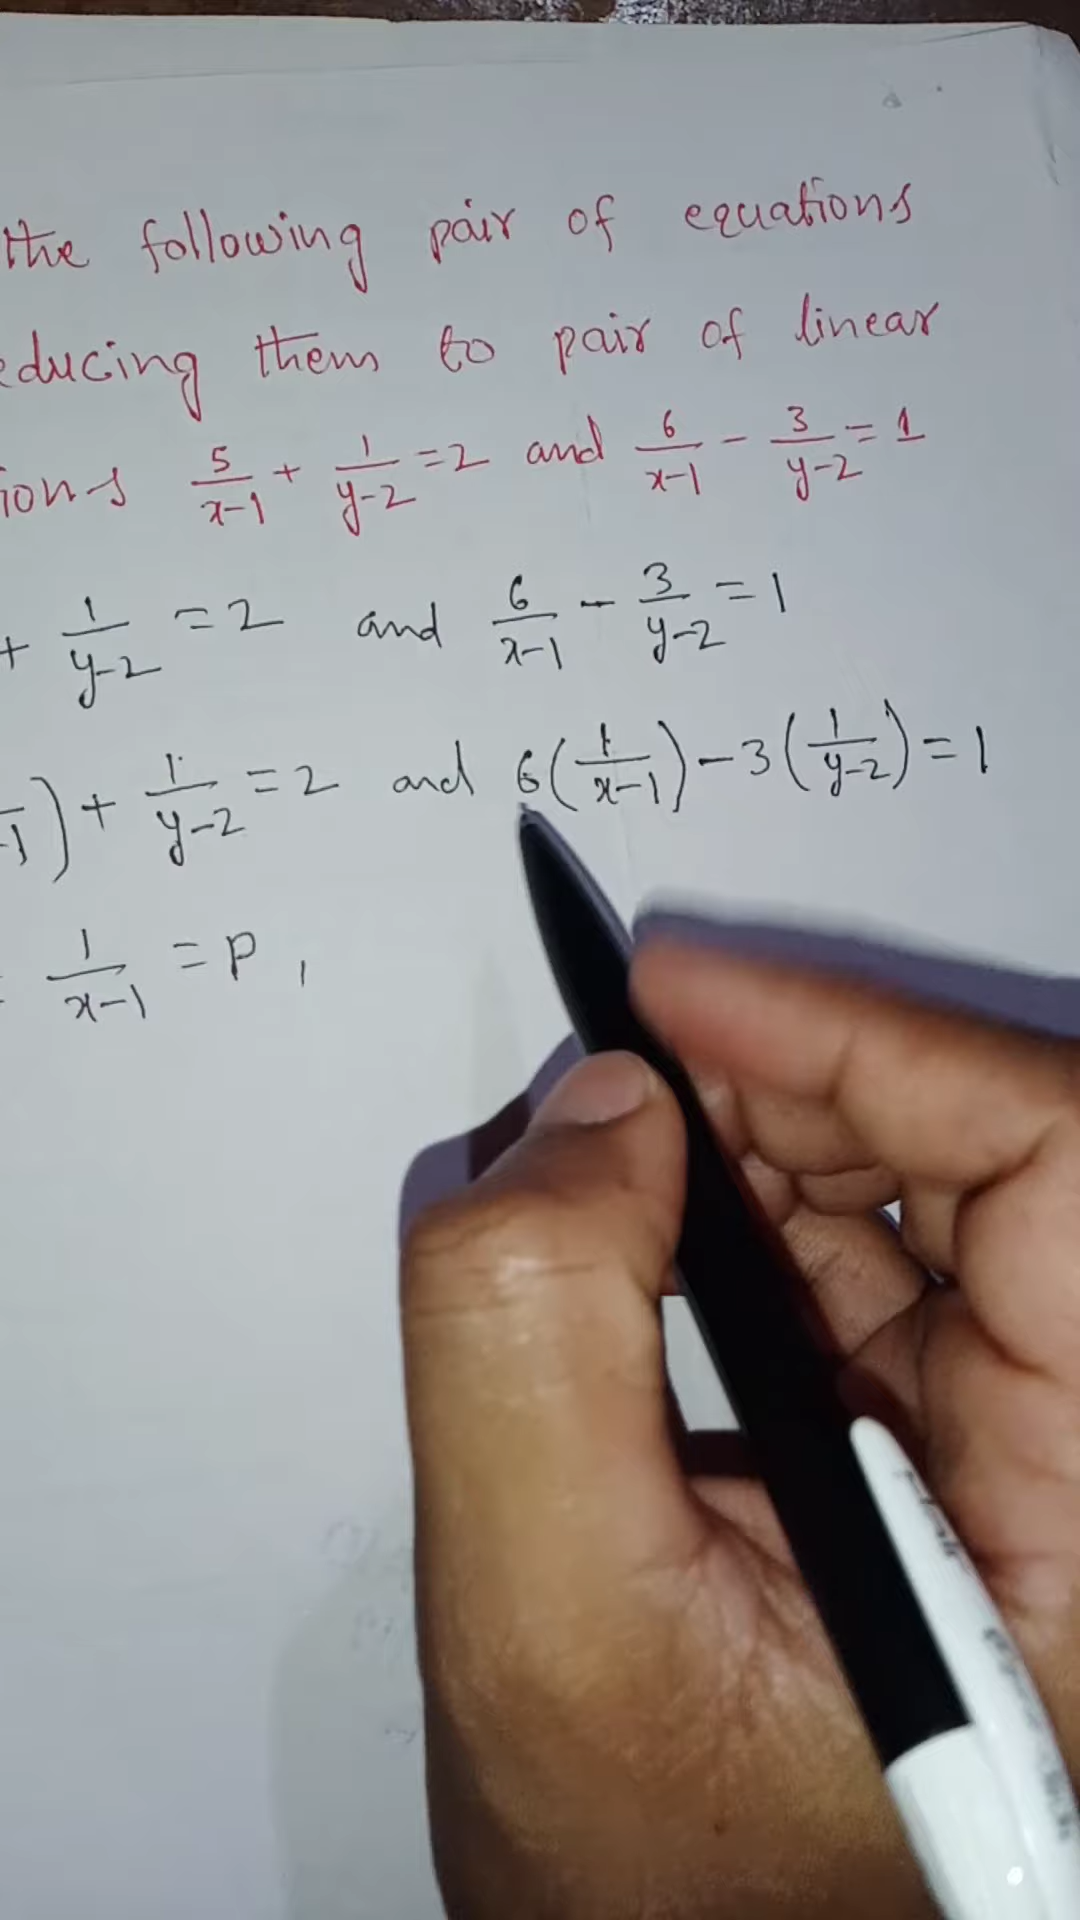 the following pair of equations
educing them to pair of linear
ions 5/x-1 + 1/y-2 = 2 and 6/x-1 - 3/y-2 = 1
+ 1/y-2 = 2 and 6/x-1 - 3/y-2 = 1
-1) + 1/y-2 = 2 and 6(1/x-1) - 3(1/y-2) = 1
1/x-1 = P,